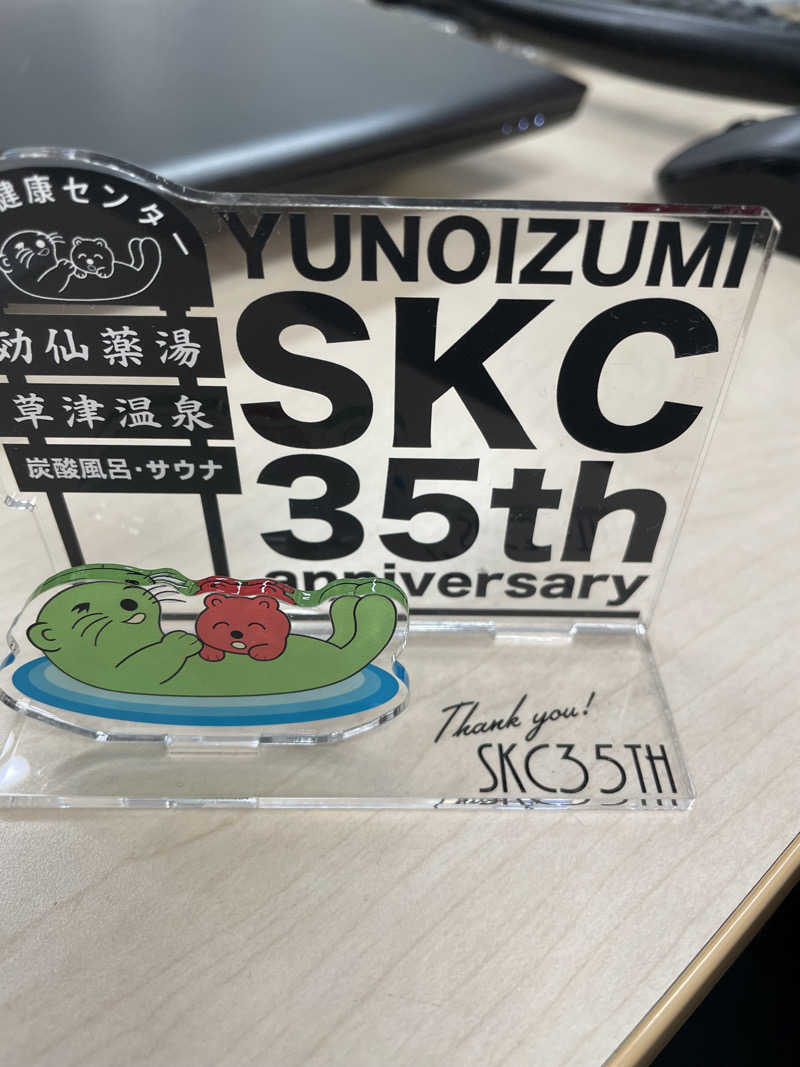 健康センター
効仙薬湯
草津温泉
炭酸風呂・サウナ
YUNOIZUMI
SKC
35th
anniversary
Thank you!
SKC35TH